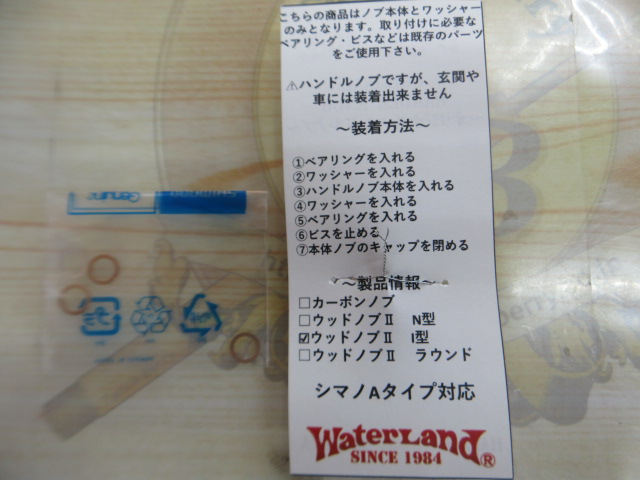 こちらの商品はノブ本体とワッシャー
のみとなります。取り付けに必要な
ベアリング・ビスなどは既存のパーツ
をご使用下さい。
⚠ハンドルノブですが、玄関や
車には装着出来ません
～装着方法～
①ベアリングを入れる
②ワッシャーを入れる
③ハンドルノブ本体を入れる
④ワッシャーを入れる
⑤ベアリングを入れる
⑥ビスを止める
⑦本体ノブのキャップを閉める
～製品情報～
□カーボンノブ
□ウッドノブⅡ N型
☑ウッドノブⅡ I型
□ウッドノブⅡ ラウンド
シマノAタイプ対応
WaterLand®
SINCE 1984
Genuine